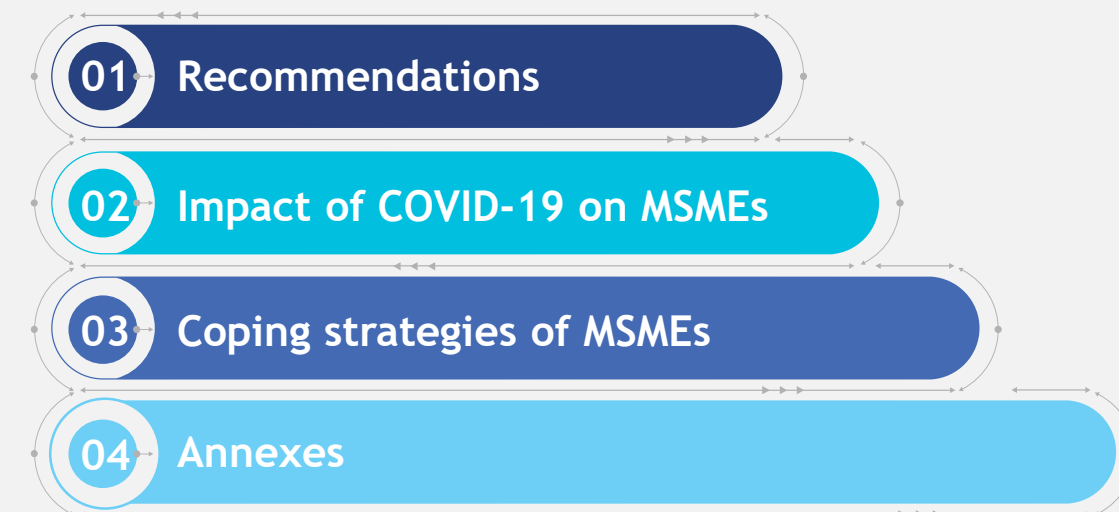 01 Recommendations
02 Impact of COVID-19 on MSMEs
03 Coping strategies of MSMEs
04 Annexes